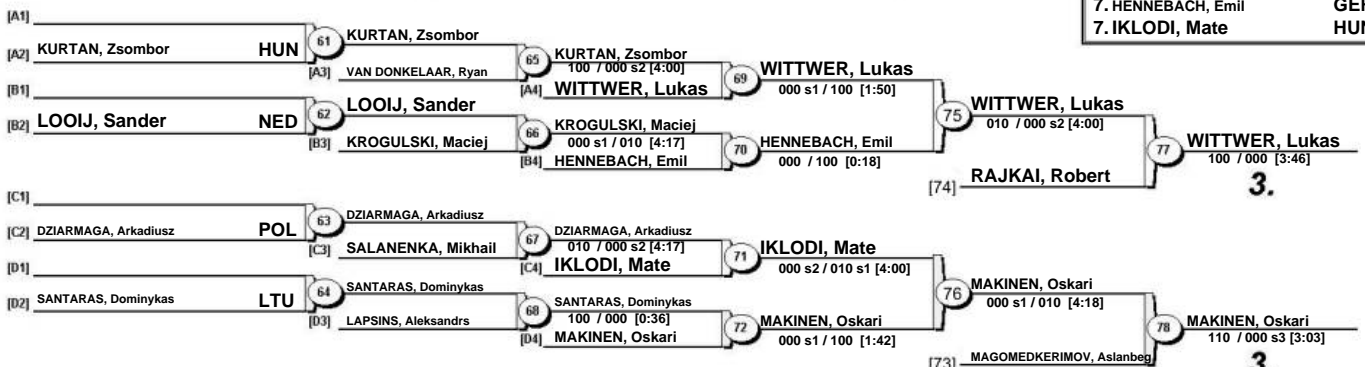 7. HENNEBACH, Emil GER
7. IKLODI, Mate HUN
[A1]
[A2] KURTAN, Zsombor HUN
61
KURTAN, Zsombor
[A3] VAN DONKELAAR, Ryan
65
KURTAN, Zsombor
100 / 000 s2 [4:00]
[A4] WITTWER, Lukas
69
WITTWER, Lukas
000 s1 / 100 [1:50]
[B1]
[B2] LOOIJ, Sander NED
62
LOOIJ, Sander
[B3] KROGULSKI, Maciej
66
KROGULSKI, Maciej
000 s1 / 010 [4:17]
[B4] HENNEBACH, Emil
70
HENNEBACH, Emil
000 / 100 [0:18]
75
WITTWER, Lukas
010 / 000 s2 [4:00]
[74] RAJKAI, Robert
77
WITTWER, Lukas
100 / 000 [3:46]
3.
[C1]
[C2] DZIARMAGA, Arkadiusz POL
63
DZIARMAGA, Arkadiusz
[C3] SALANENKA, Mikhail
67
DZIARMAGA, Arkadiusz
010 / 000 s2 [4:17]
[C4] IKLODI, Mate
71
IKLODI, Mate
000 s2 / 010 s1 [4:00]
[D1]
[D2] SANTARAS, Dominykas LTU
64
SANTARAS, Dominykas
[D3] LAPSINS, Aleksandrs
68
SANTARAS, Dominykas
100 / 000 [0:36]
[D4] MAKINEN, Oskari
72
MAKINEN, Oskari
000 s1 / 100 [1:42]
76
MAKINEN, Oskari
000 s1 / 010 [4:18]
[73] MAGOMEDKERIMOV, Aslanbeg
78
MAKINEN, Oskari
110 / 000 s3 [3:03]
3.